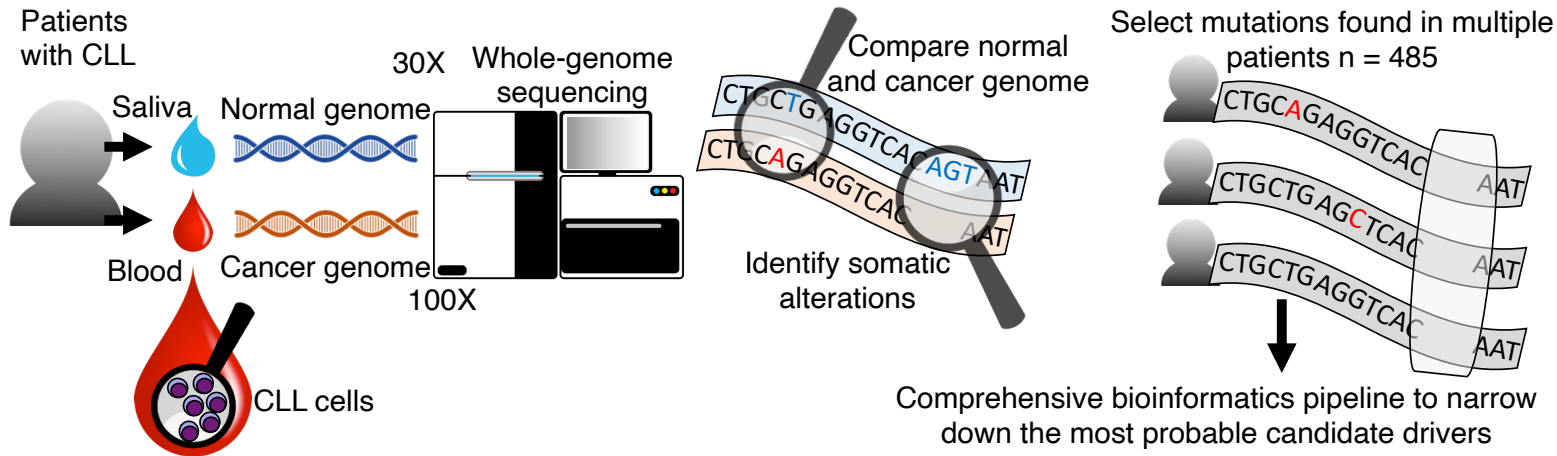 Patients
with CLL
Saliva
Blood
Normal genome
Cancer genome
30X
100X
Whole-genome
sequencing
CLL cells
Compare normal
and cancer genome
CTGCTGAGGTCACAGTAAT
CTGCAGAGGTCAC AAT
Identify somatic
alterations
Select mutations found in multiple
patients n = 485
CTGCAGAGGTCAC AAT
CTGCTGAGCTCAC AAT
CTGCTGAGGTCAC AAT
Comprehensive bioinformatics pipeline to narrow
down the most probable candidate drivers